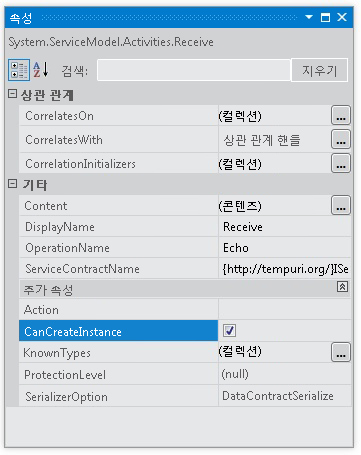 속성
System.ServiceModel.Activities.Receive
검색: 지우기
상관 관계
CorrelatesOn (컬렉션) ...
CorrelatesWith 상관 관계 핸들
CorrelationInitializers (컬렉션) ...
기타
Content (콘텐츠) ...
DisplayName Receive
OperationName Echo
ServiceContractName {http://tempuri.org/}ISe
추가 속성
Action
CanCreateInstance
KnownTypes (컬렉션) ...
ProtectionLevel (null)
SerializerOption DataContractSerialize